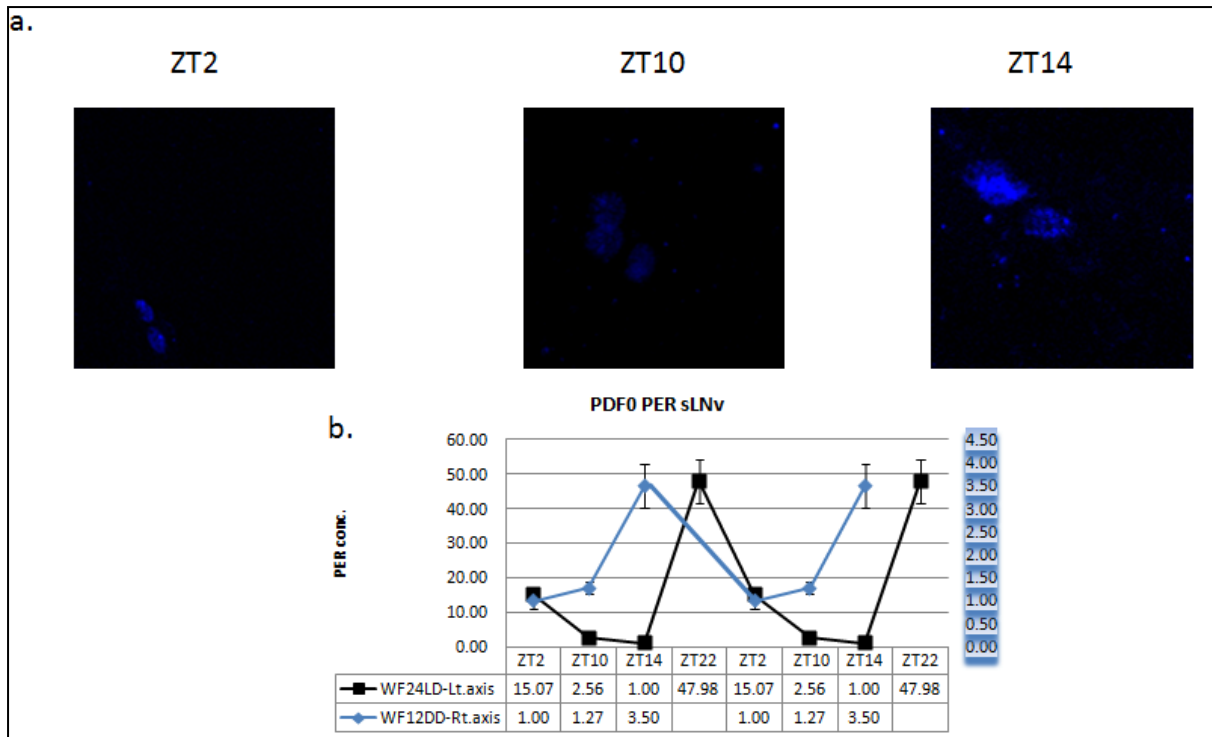 a.
ZT2 ZT10 ZT14
PDF0 PER sLNv
b.
PER conc.
60.00 4.50
50.00 4.00
40.00 3.50
30.00 3.00
20.00 2.50
10.00 2.00
0.00 1.50
1.00
0.50
0.00
ZT2 ZT10 ZT14 ZT22 ZT2 ZT10 ZT14 ZT22
WF24LD-Lt.axis 15.07 2.56 1.00 47.98 15.07 2.56 1.00 47.98
WF12DD-Rt.axis 1.00 1.27 3.50 1.00 1.27 3.50